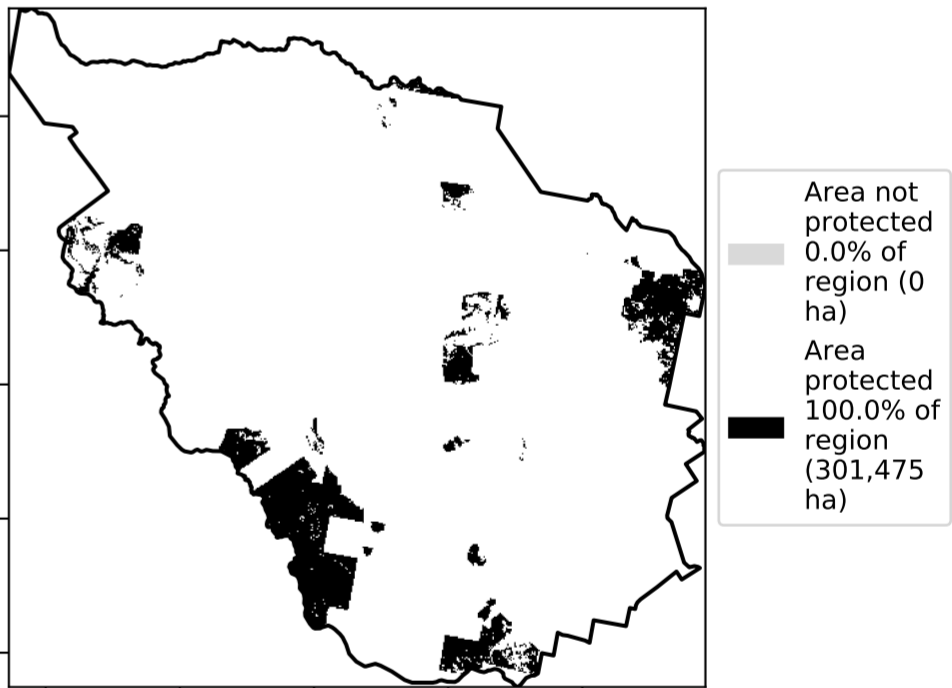 Area not
protected
0.0% of
region (0
ha)
Area
protected
100.0% of
region
(301,475
ha)